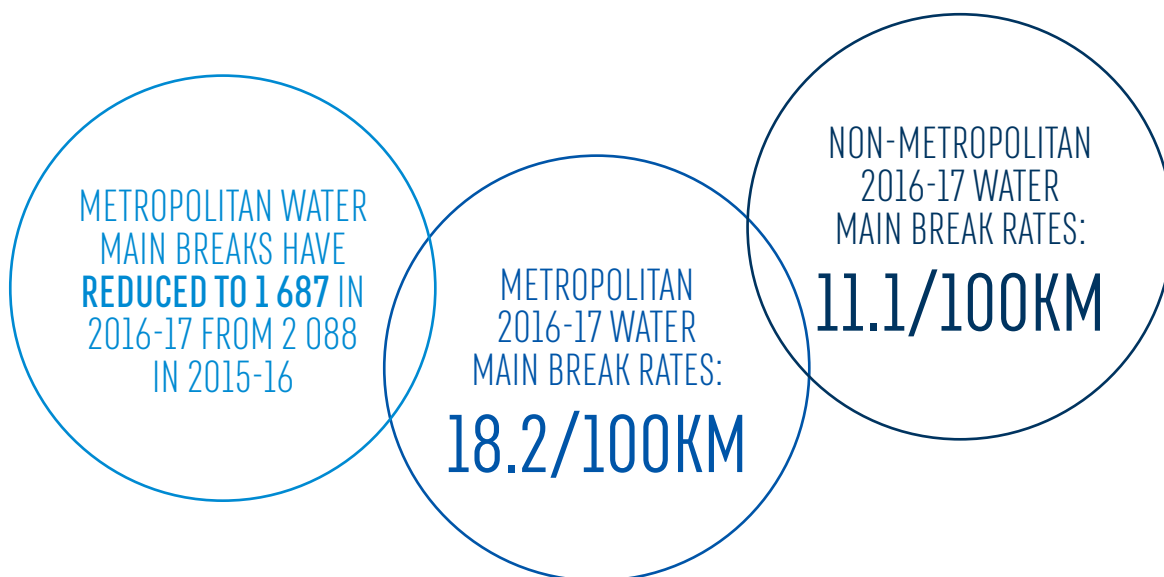 METROPOLITAN WATER
MAIN BREAKS HAVE
REDUCED TO 1 687 IN
2016-17 FROM 2 088
IN 2015-16
METROPOLITAN
2016-17 WATER
MAIN BREAK RATES:
18.2/100KM
NON-METROPOLITAN
2016-17 WATER
MAIN BREAK RATES:
11.1/100KM